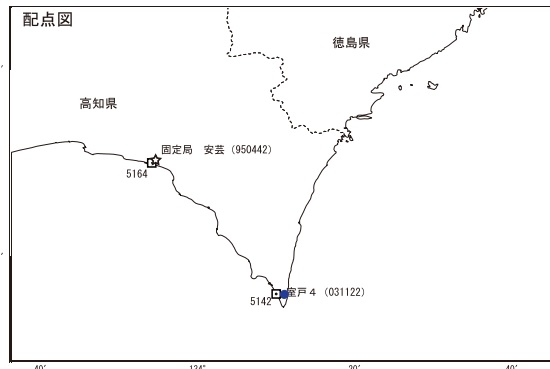 配点図
徳島県
高知県
固定局 安芸（950442）
5164
室戸４（031122）
5142
40′ 134° 20′ 40′